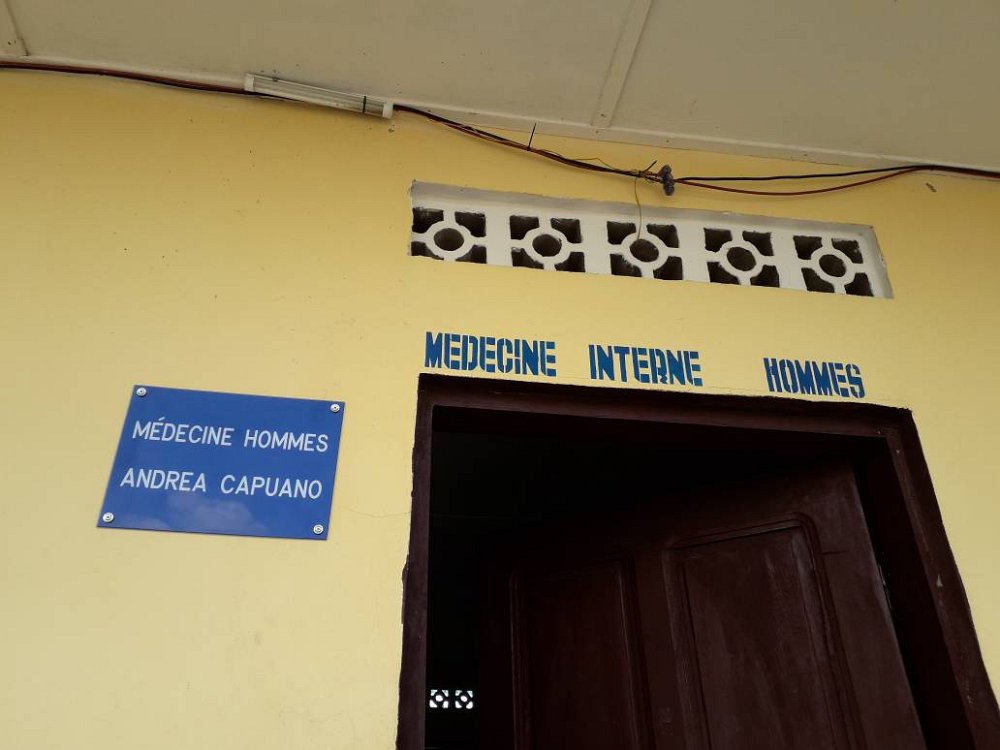 MEDECINE INTERNE HOMMES
MÉDECINE HOMMES
ANDREA CAPUANO